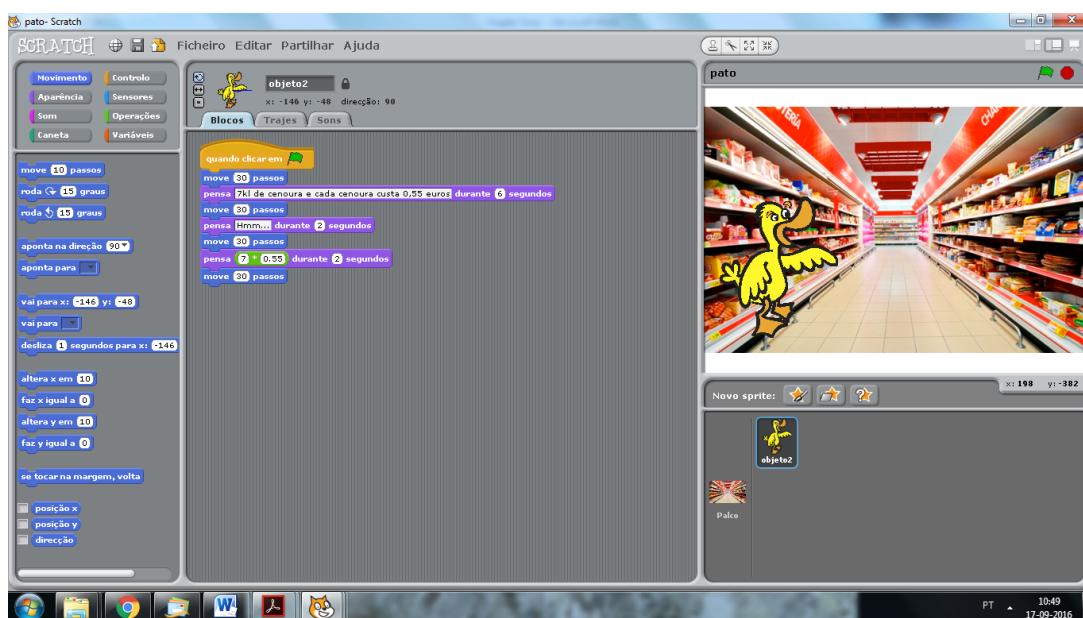 pato- Scratch
SCRATCH Ficheiro Editar Partilhar Ajuda
Movimento Controlo
Aparência Sensores
Som Operações
Caneta Variáveis
move 10 passos
roda 15 graus
roda 15 graus
aponta na direção 90
aponta para
vai para x: -146 y: -48
vai para
desliza 1 segundos para x: -146
altera x em 10
faz x igual a 0
altera y em 10
faz y igual a 0
se tocar na margem, volta
posição x
posição y
direcção
objeto2
x: -146 y: -48 direcção: 90
Blocos Trajes Sons
quando clicar em
move 30 passos
pensa 7kl de cenoura e cada cenoura custa 0,55 euros durante 6 segundos
move 30 passos
pensa Hmm... durante 2 segundos
move 30 passos
pensa 7 * 0.55 durante 2 segundos
move 30 passos
pato
x: 198 y: -382
Novo sprite:
objeto2
Palco
PT
10:49
17-09-2016